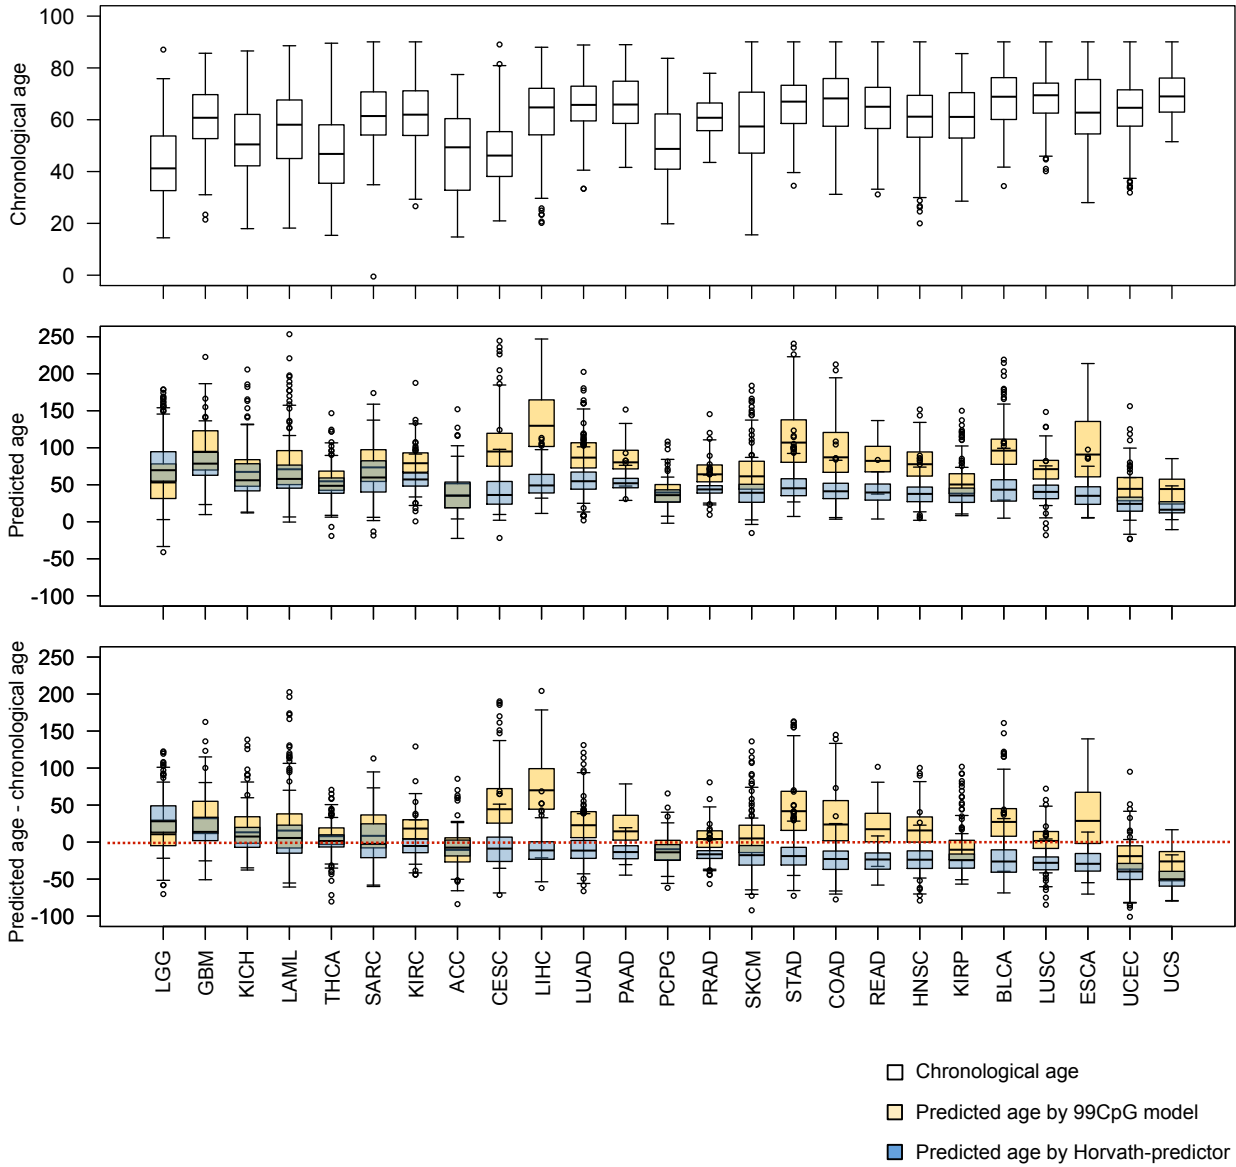 Chronological age
100
80
60
40
20
0
Predicted age
250
200
150
100
50
0
-50
-100
Predicted age - chronological age
250
200
150
100
50
0
-50
-100
LGG
GBM
KICH
LAML
THCA
SARC
KIRC
ACC
CESC
LIHC
LUAD
PAAD
PCPG
PRAD
SKCM
STAD
COAD
READ
HNSC
KIRP
BLCA
LUSC
ESCA
UCEC
UCS
Chronological age
Predicted age by 99CpG model
Predicted age by Horvath-predictor